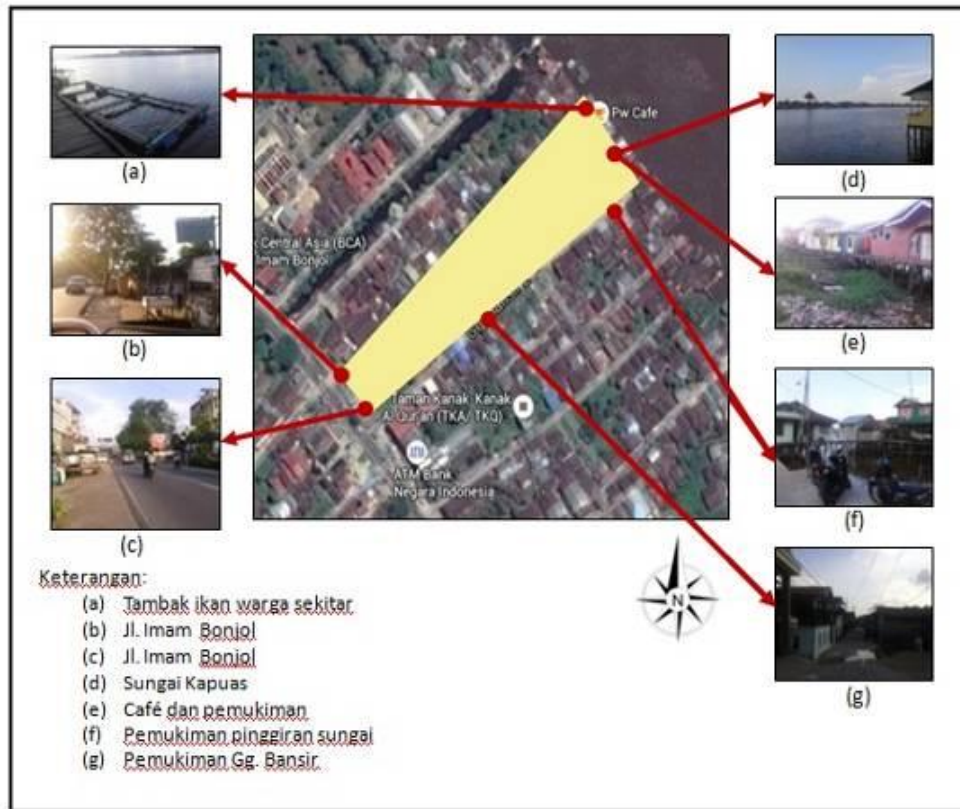 Pw Cafe
Central Asia (BCA)
Imam Bonjol
Taman Kanak Kanak
Al Qur'an (TKA/ TKQ)
ATM Bank
Negara Indonesia
(a)
(b)
(c)
(d)
(e)
(f)
(g)
N
Keterangan:
(a) Tambak ikan warga sekitar
(b) Jl. Imam Bonjol
(c) Jl. Imam Bonjol
(d) Sungai Kapuas
(e) Café dan pemukiman
(f) Pemukiman pinggiran sungai
(g) Pemukiman Gg. Bansir